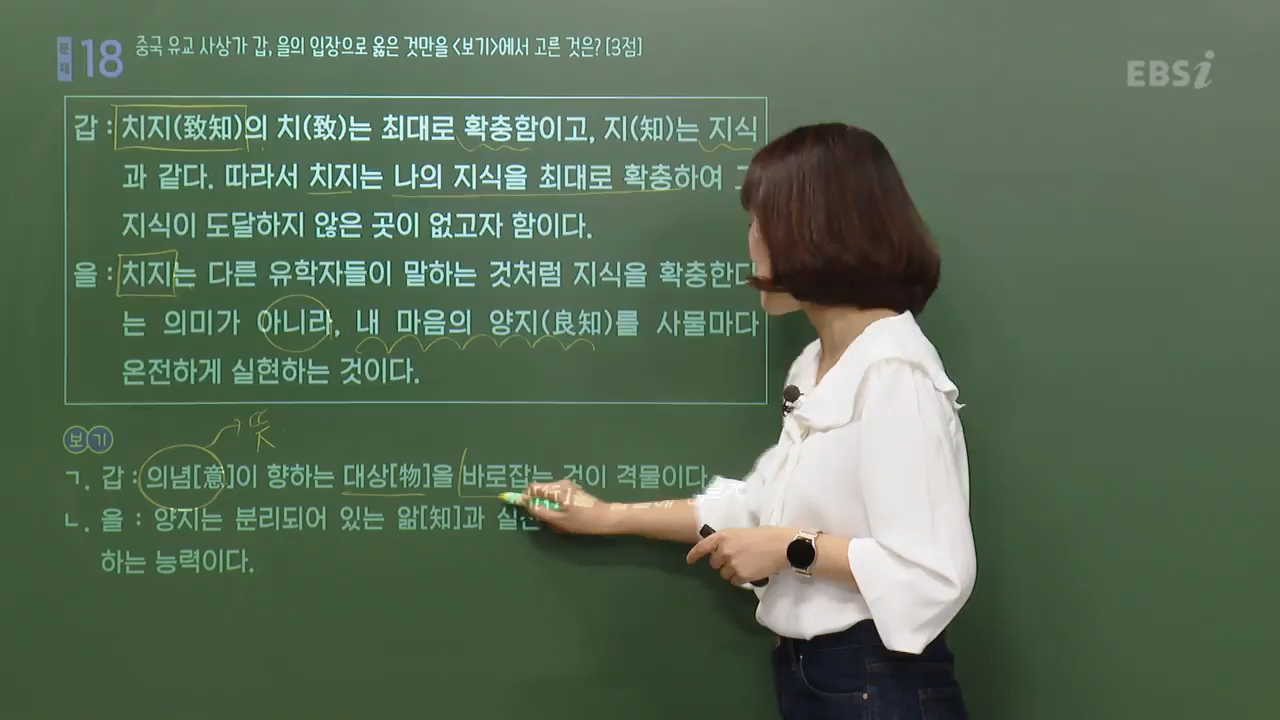 문제 18 중국 유교 사상가 갑, 을의 입장으로 옳은 것만을 <보기>에서 고른 것은? [3점]
EBSi
갑 : 치지(致知)의 치(致)는 최대로 확충함이고, 지(知)는 지식
과 같다. 따라서 치지는 나의 지식을 최대로 확충하여
지식이 도달하지 않은 곳이 없고자 함이다.
을 : 치지는 다른 유학자들이 말하는 것처럼 지식을 확충한다
는 의미가 아니라, 내 마음의 양지(良知)를 사물마다
온전하게 실현하는 것이다.
뜻
보기
ㄱ. 갑 : 의념[意]이 향하는 대상[物]을 바로잡는 것이 격물이다.
ㄴ. 을 : 양지는 분리되어 있는 앎[知]과
하는 능력이다.